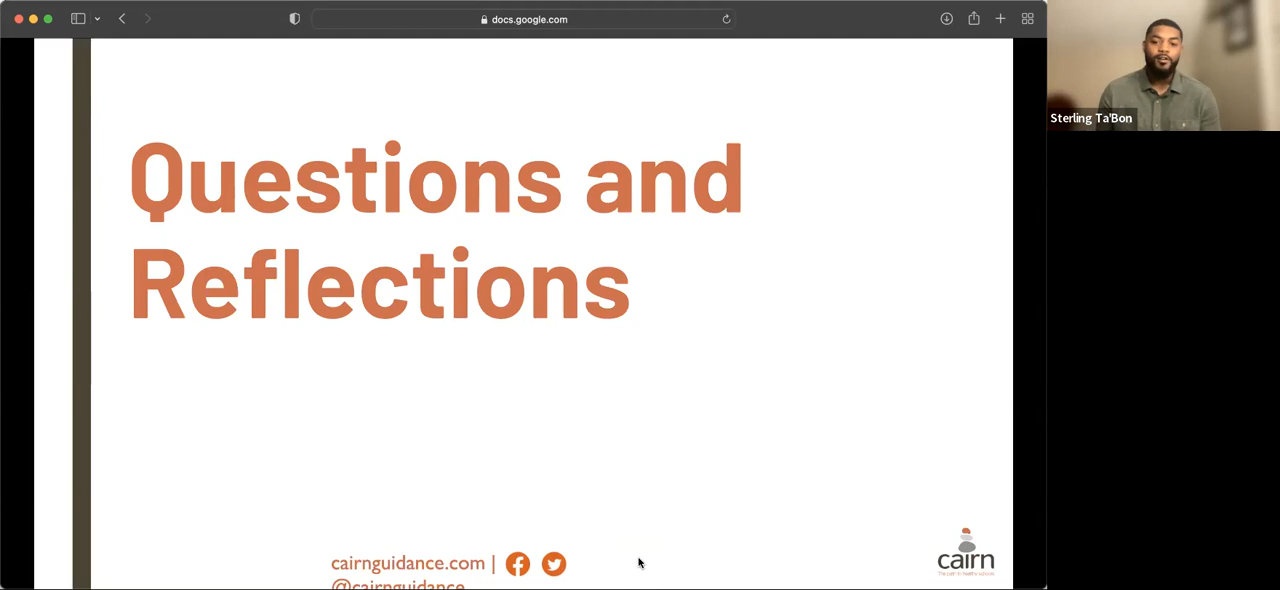 docs.google.com
Sterling Ta'Bon
Questions and
Reflections
cairnguidance.com |
@cairnguidance
cairn